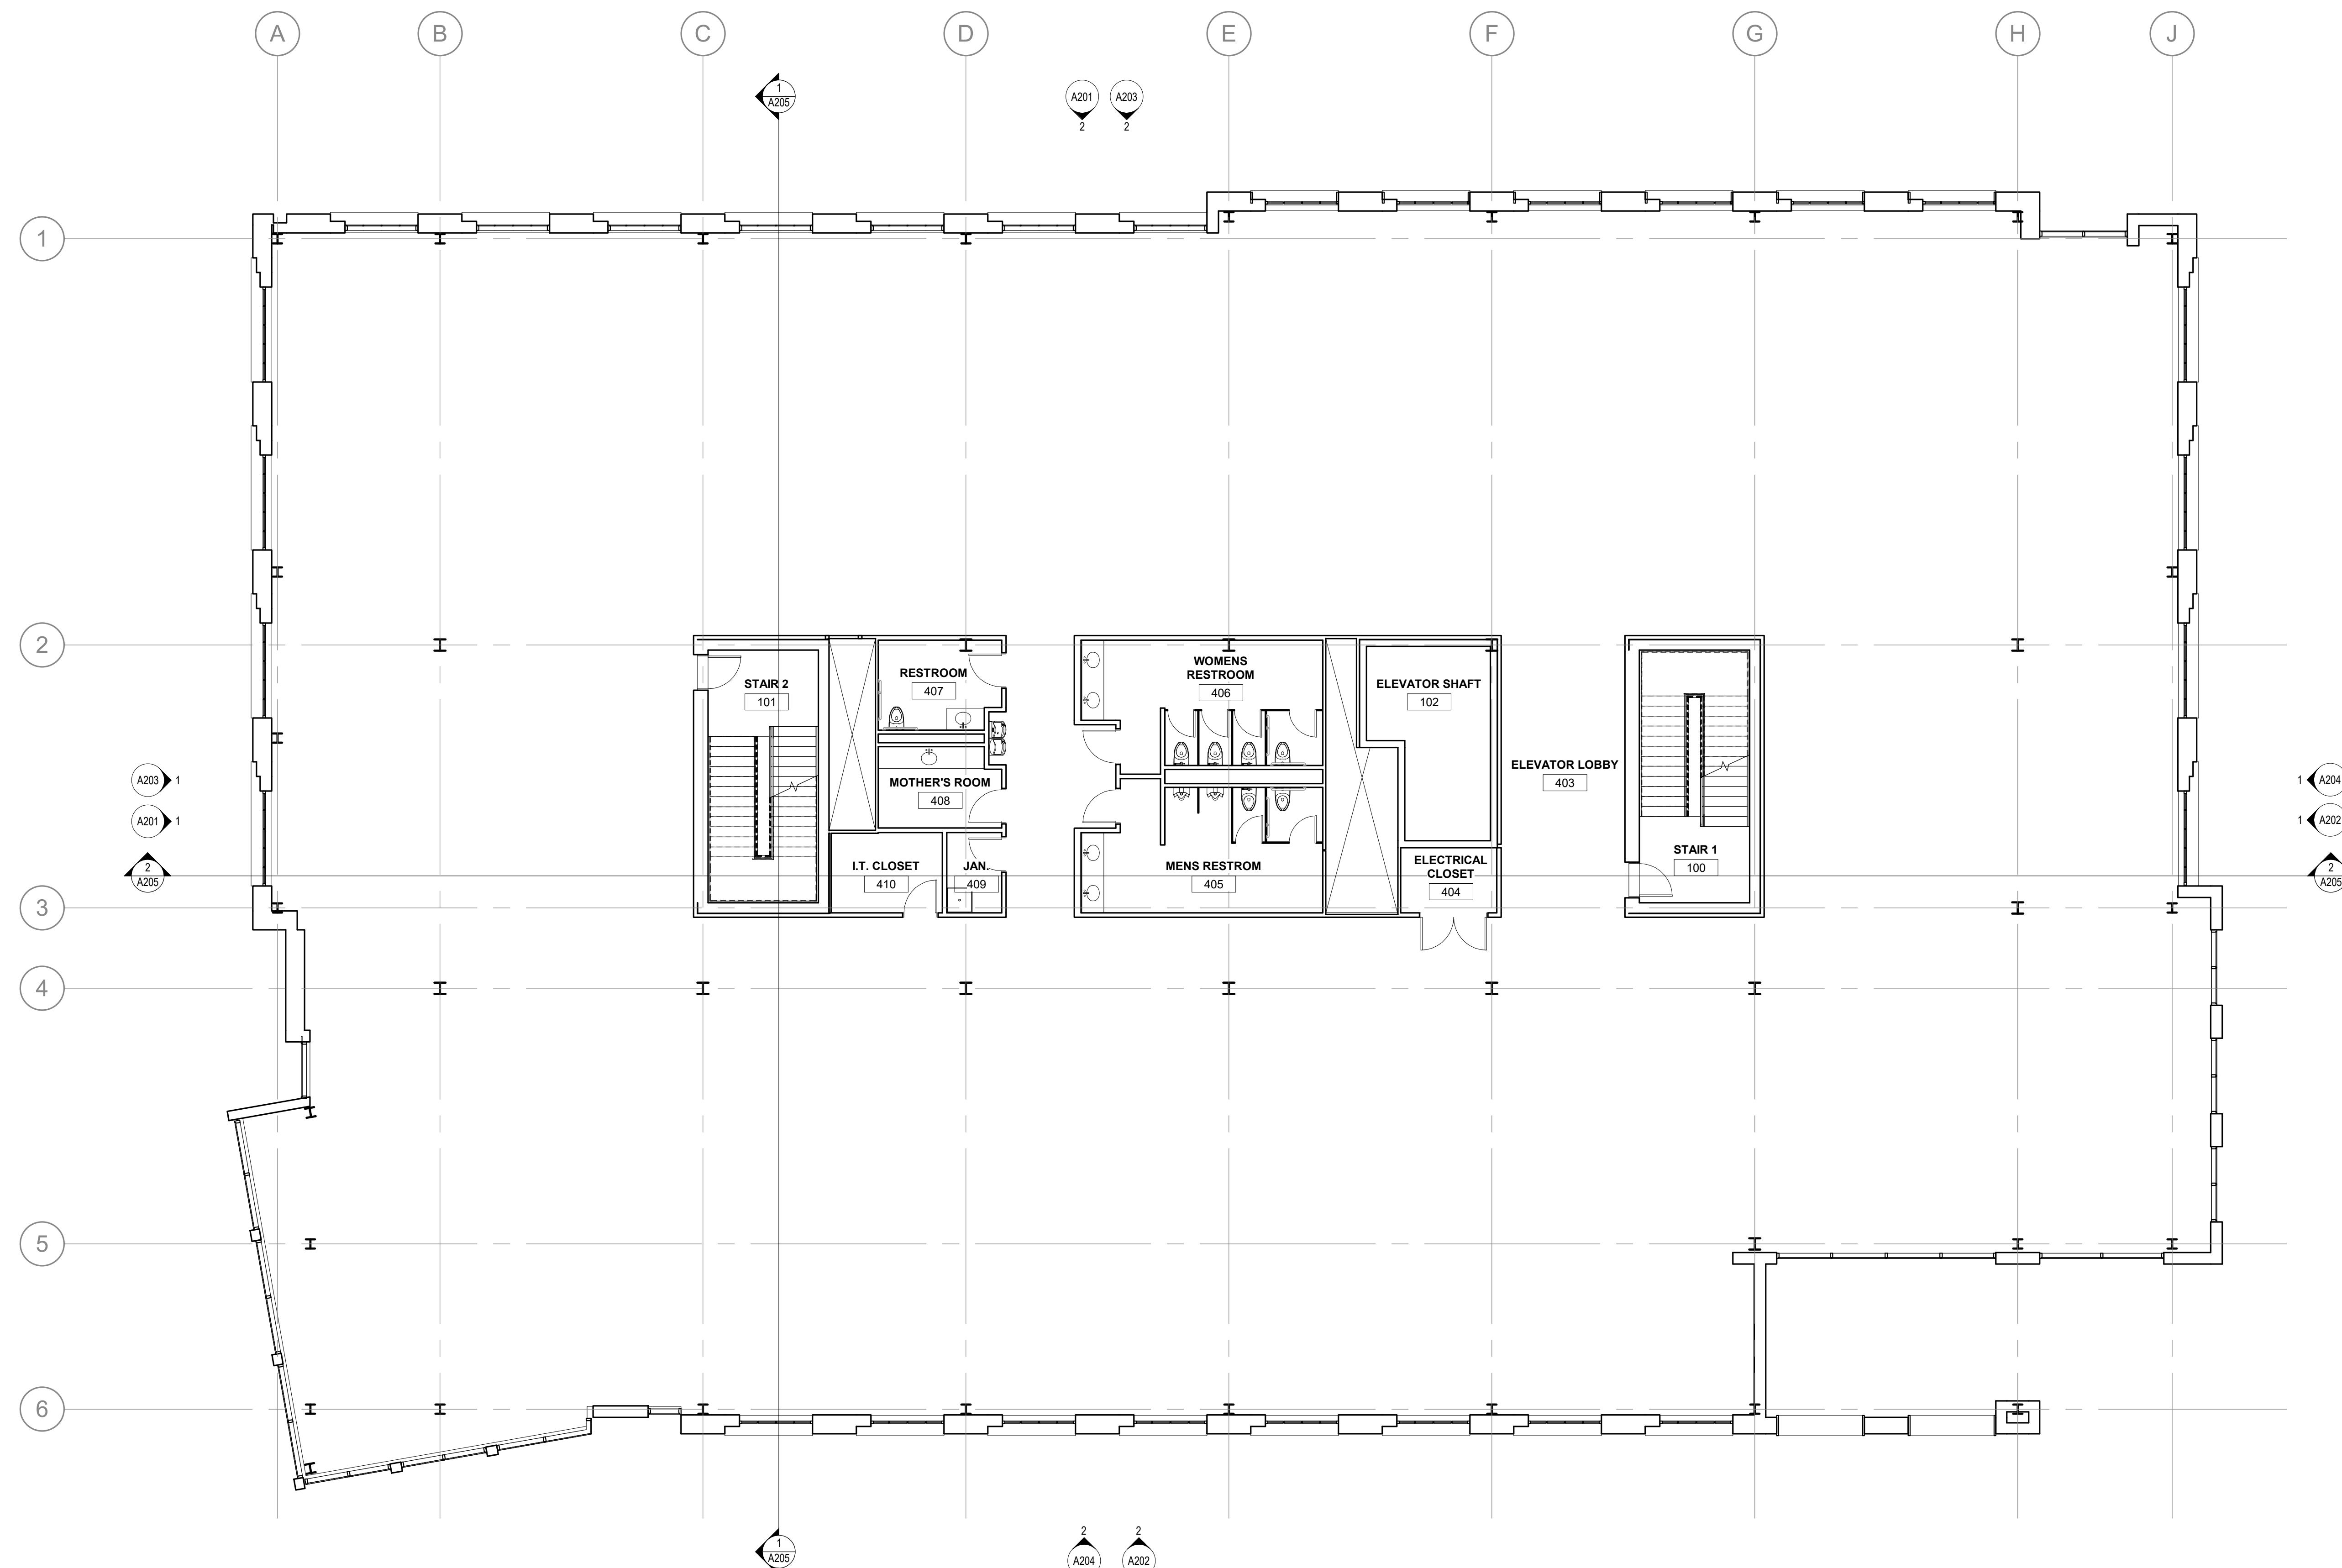 A B C D E F G H J
1
A205
A201 A203
2 2
1
2
WOMENS
RESTROOM
406
RESTROOM
407
STAIR 2
101
ELEVATOR SHAFT
102
ELEVATOR LOBBY
403
MOTHER'S ROOM
408
A203 1
A201 1
2
A205
1 A204
1 A202
2
A205
STAIR 1
100
I.T. CLOSET
410
JAN.
409
MENS RESTROM
405
ELECTRICAL
CLOSET
404
3
4
5
6
1
A205
2 2
A204 A202